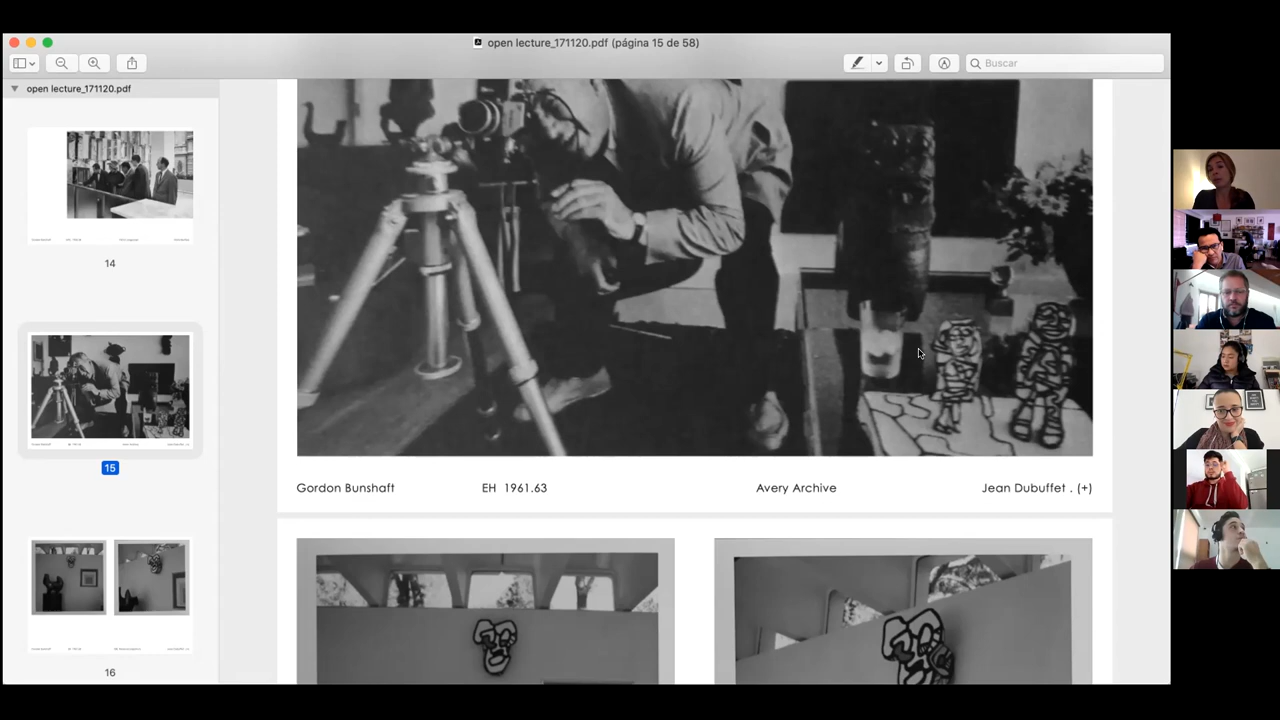 open lecture_171120.pdf (página 15 de 58)
Buscar
open lecture_171120.pdf
14
15
16
Gordon Bunshaft
EH 1961.63
Avery Archive
Jean Dubuffet . (+)